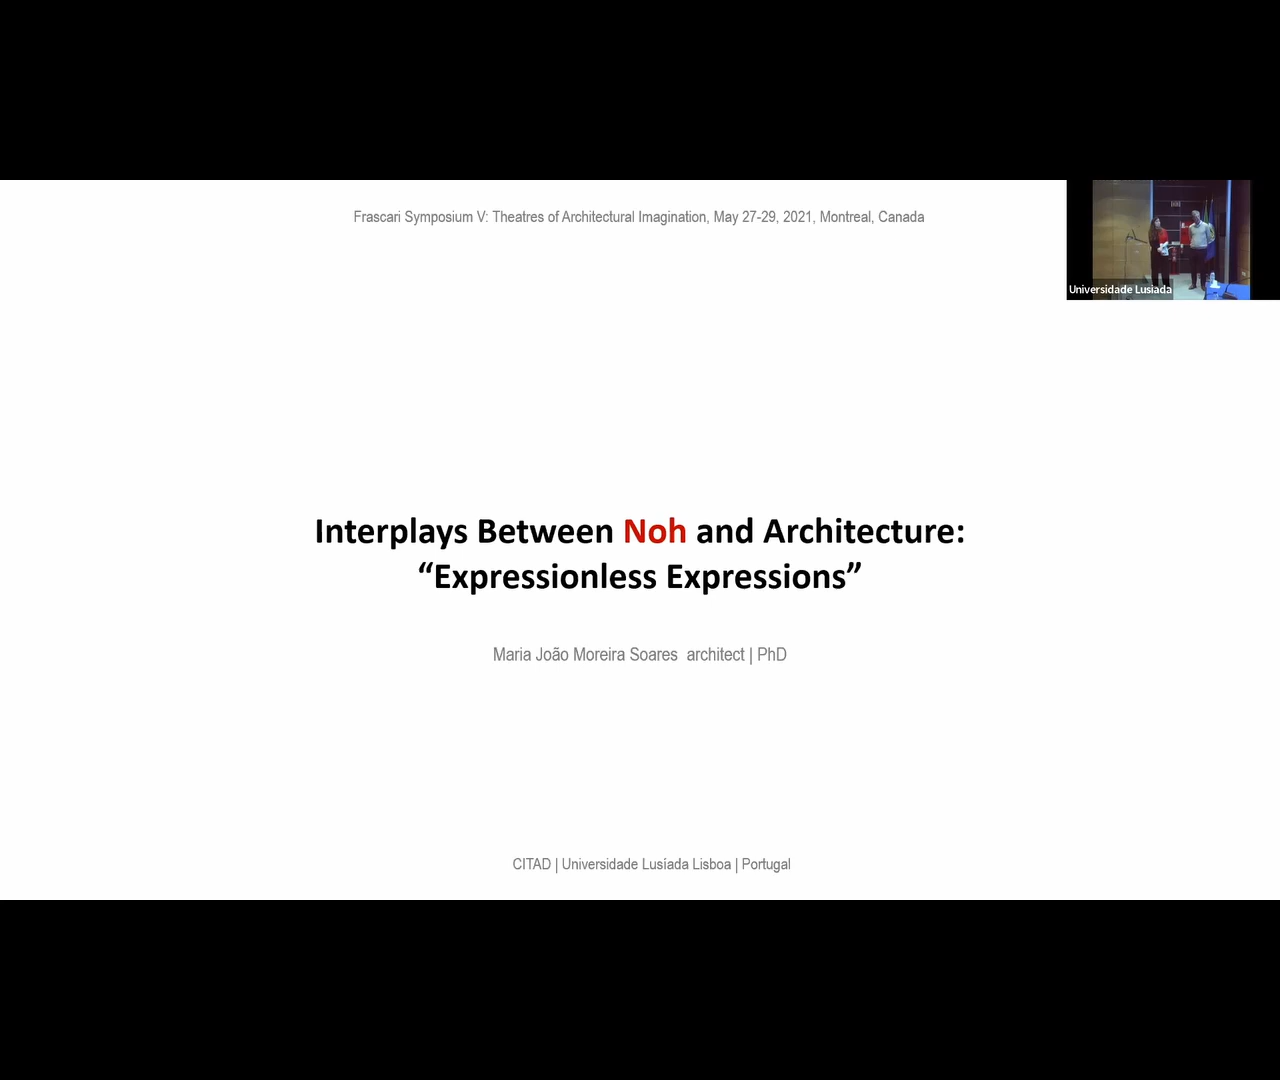 Frascari Symposium V: Theatres of Architectural Imagination, May 27-29, 2021, Montreal, Canada
Universidade Lusíada
Interplays Between Noh and Architecture:
“Expressionless Expressions”
Maria João Moreira Soares  architect | PhD
CITAD | Universidade Lusíada Lisboa | Portugal